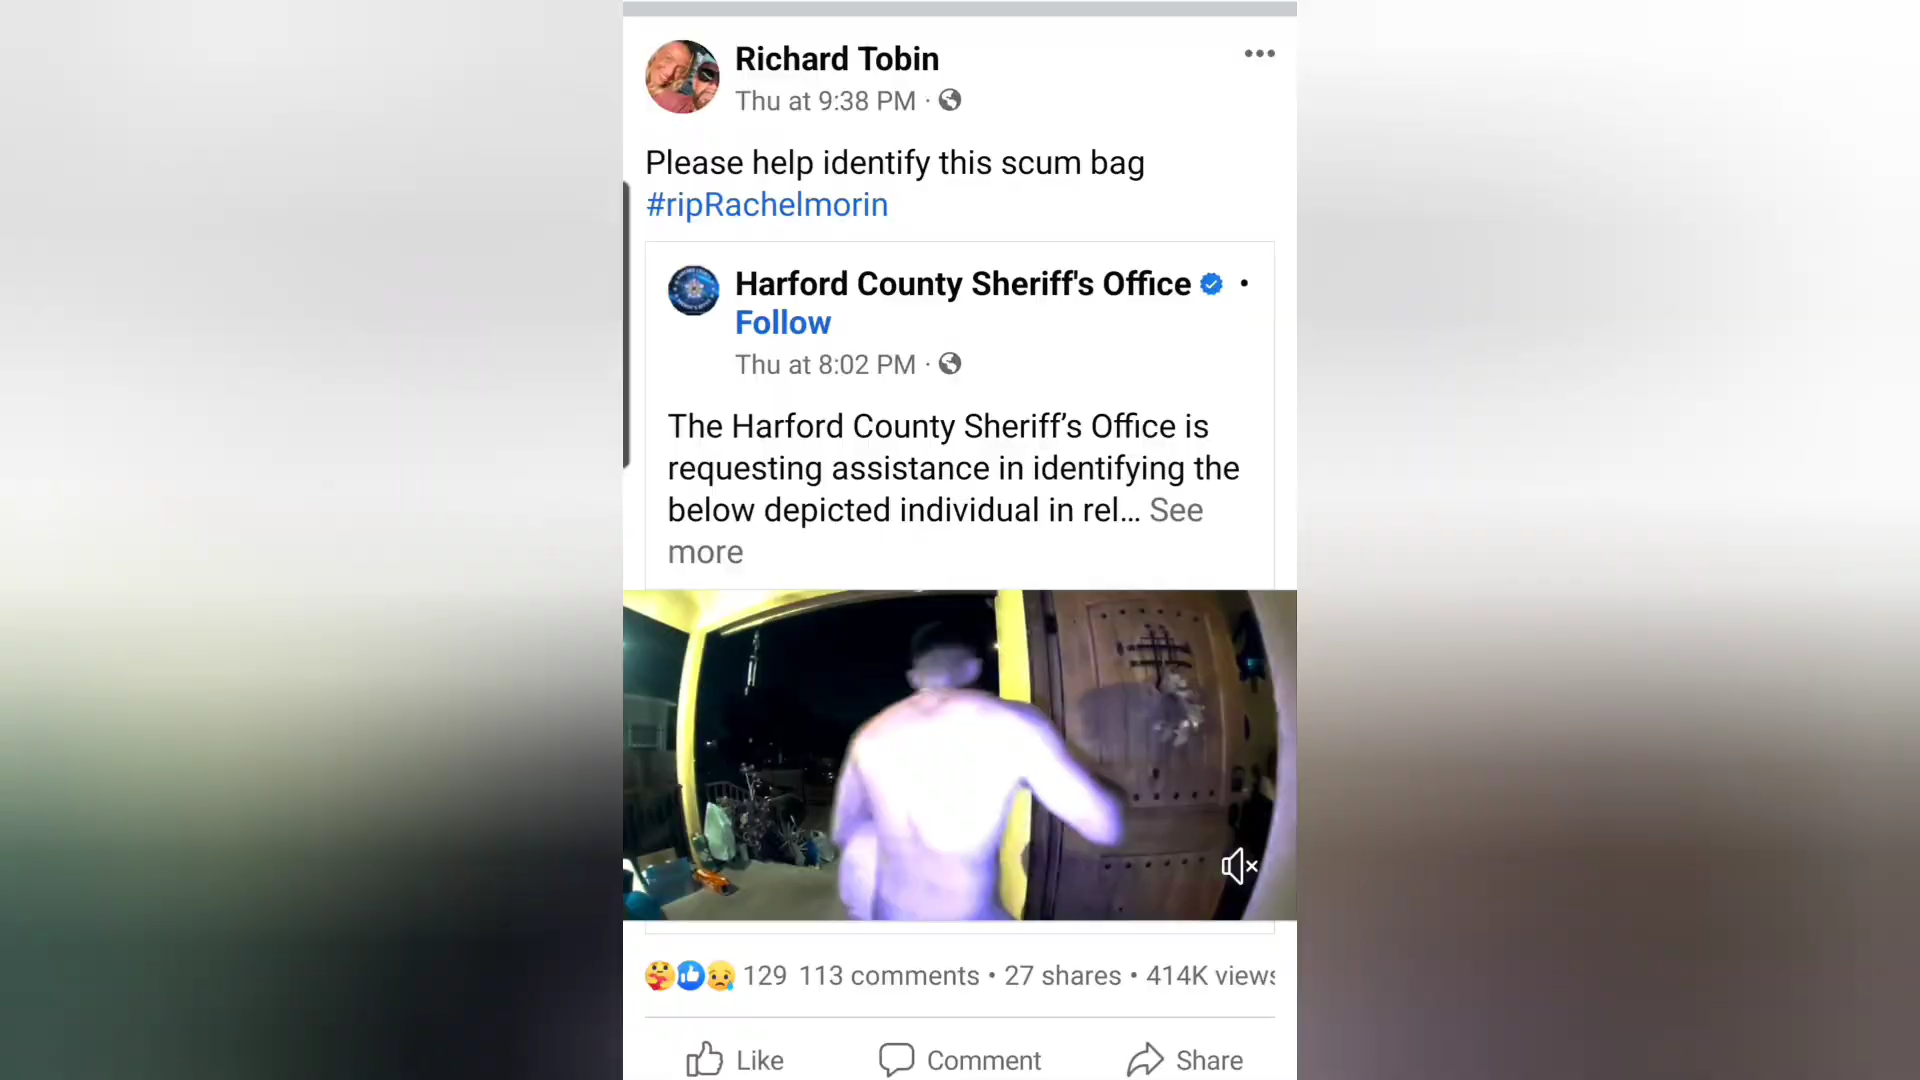 Richard Tobin
Thu at 9:38 PM ·
Please help identify this scum bag
#ripRachelmorin
Harford County Sheriff's Office •
Follow
Thu at 8:02 PM ·
The Harford County Sheriff’s Office is
requesting assistance in identifying the
below depicted individual in rel... See
more
129 113 comments • 27 shares • 414K views
Like Comment Share